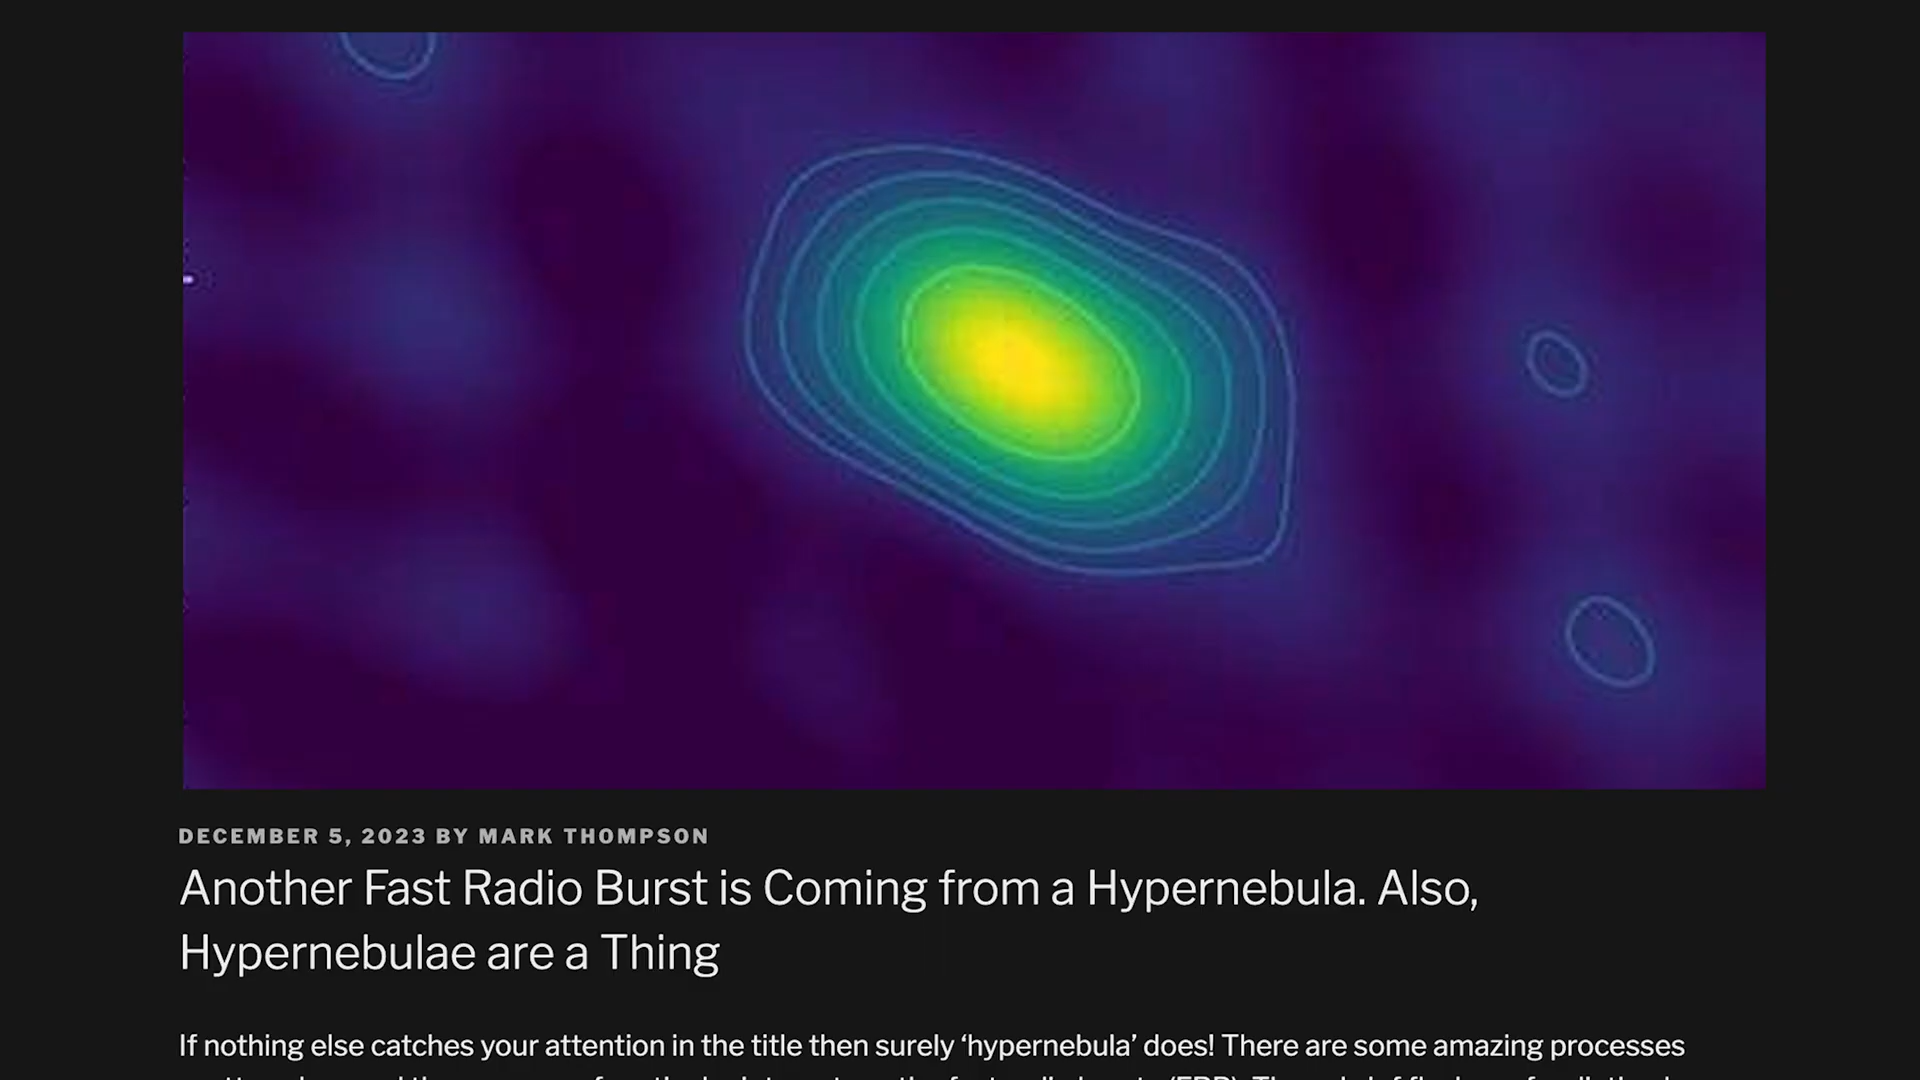 DECEMBER 5, 2023 BY MARK THOMPSON
Another Fast Radio Burst is Coming from a Hypernebula. Also,
Hypernebulae are a Thing
If nothing else catches your attention in the title then surely ‘hypernebula’ does! There are some amazing processes